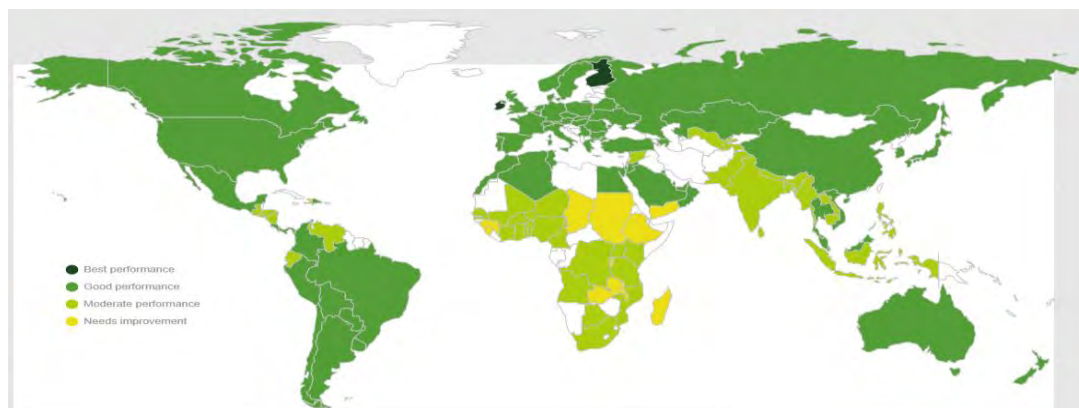 Best performance
Good performance
Moderate performance
Needs improvement